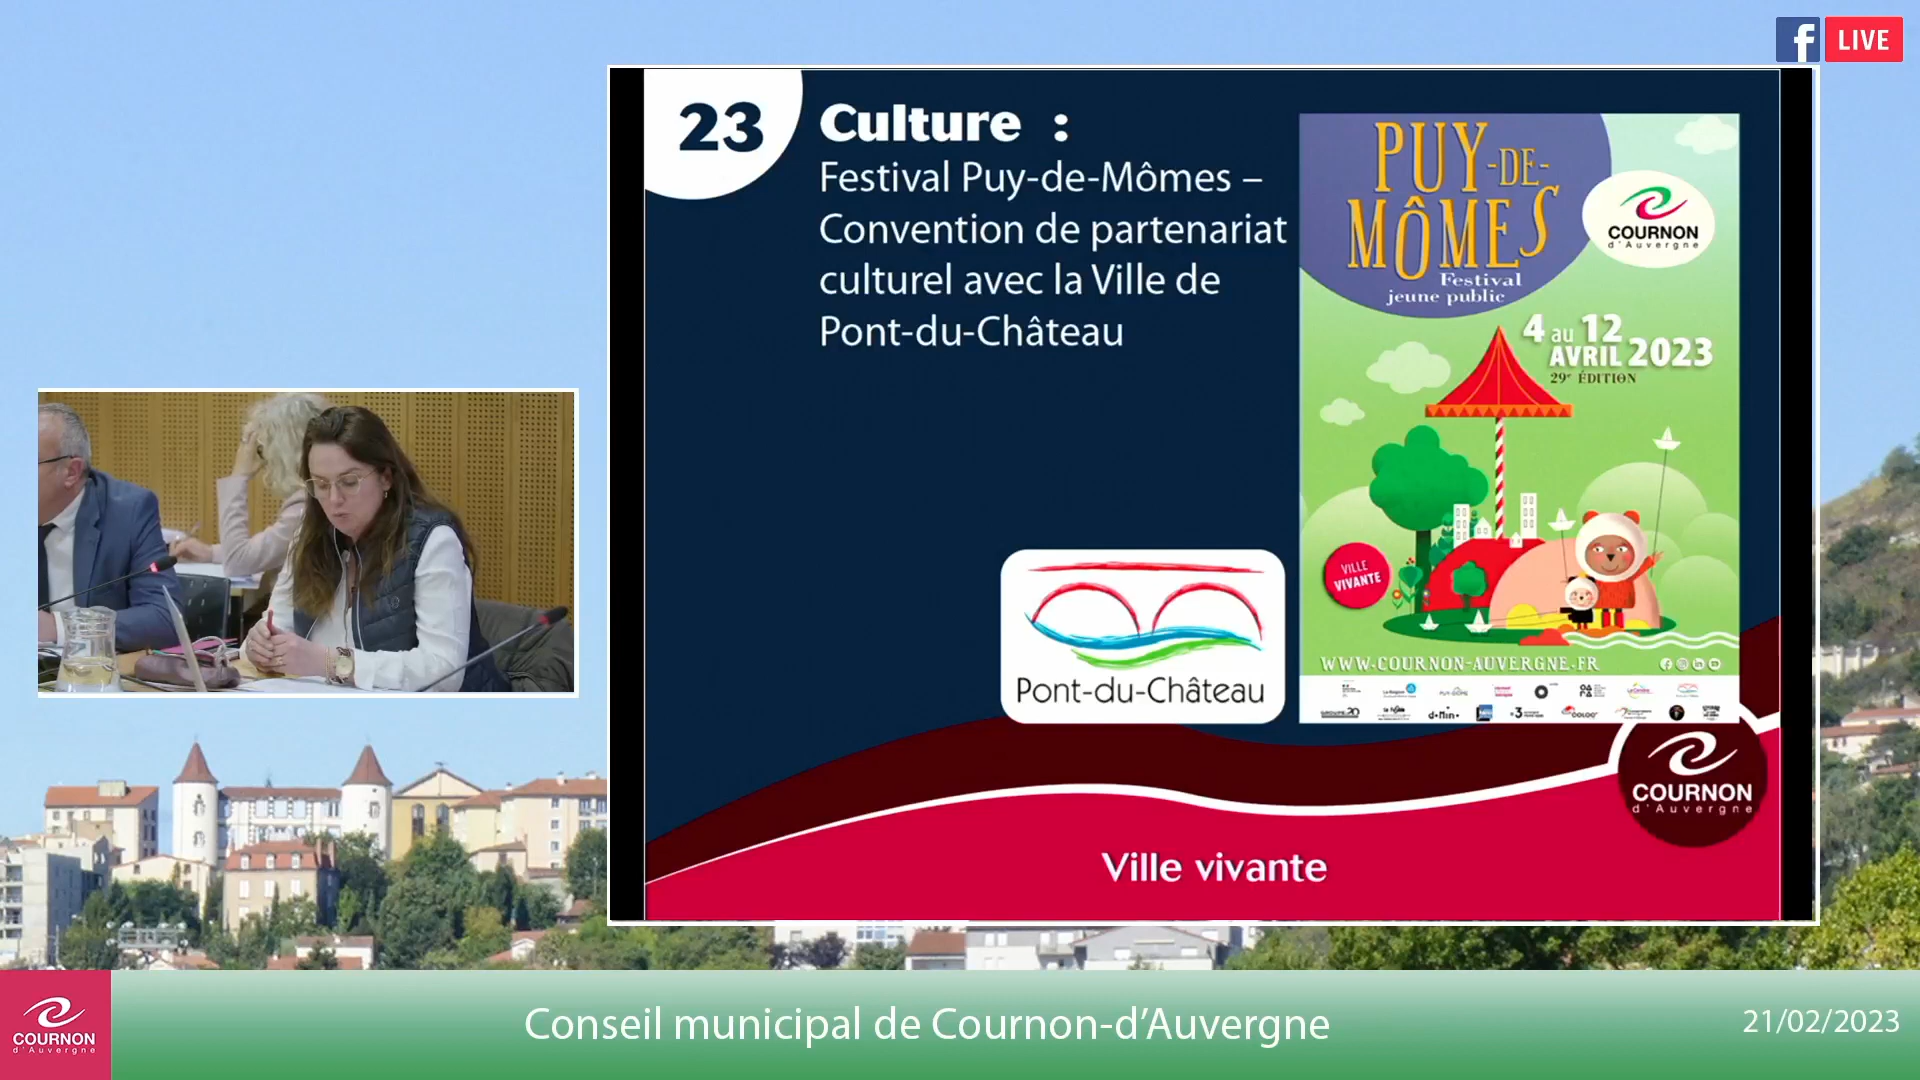 LIVE
23
Culture :
Festival Puy-de-Mômes –
Convention de partenariat
culturel avec la Ville de
Pont-du-Château
PUY-DE-
MÔMES
Festival
jeune public
COURNON
d'Auvergne
4 au 12
AVRIL 2023
29e ÉDITION
VILLE
VIVANTE
WWW.COURNON-AUVERGNE.FR
Pont-du-Château
COURNON
d'Auvergne
Ville vivante
COURNON
d'Auvergne
Conseil municipal de Cournon-d'Auvergne
21/02/2023